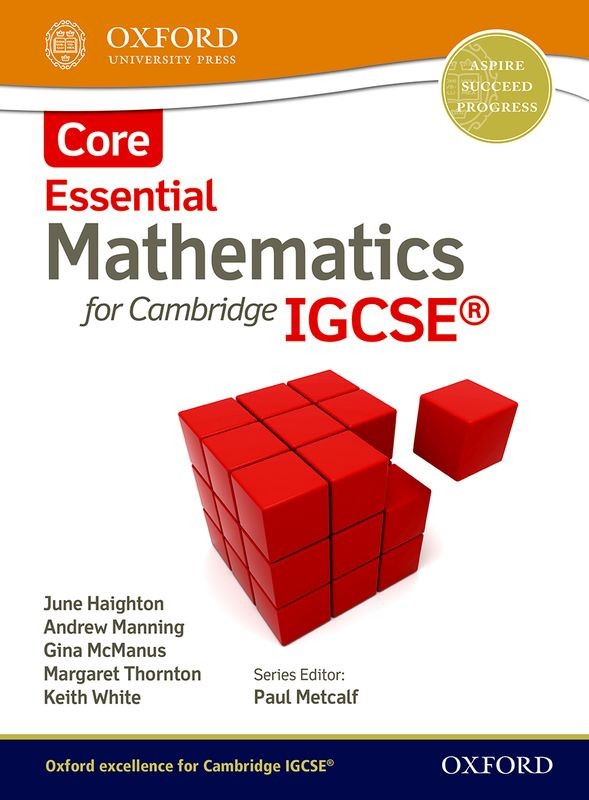 OXFORD
UNIVERSITY PRESS
ASPIRE
SUCCEED
PROGRESS
Core
Essential
Mathematics
for Cambridge IGCSE®
June Haighton
Andrew Manning
Gina McManus
Margaret Thornton
Keith White
Series Editor:
Paul Metcalf
Oxford excellence for Cambridge IGCSE®
OXFORD